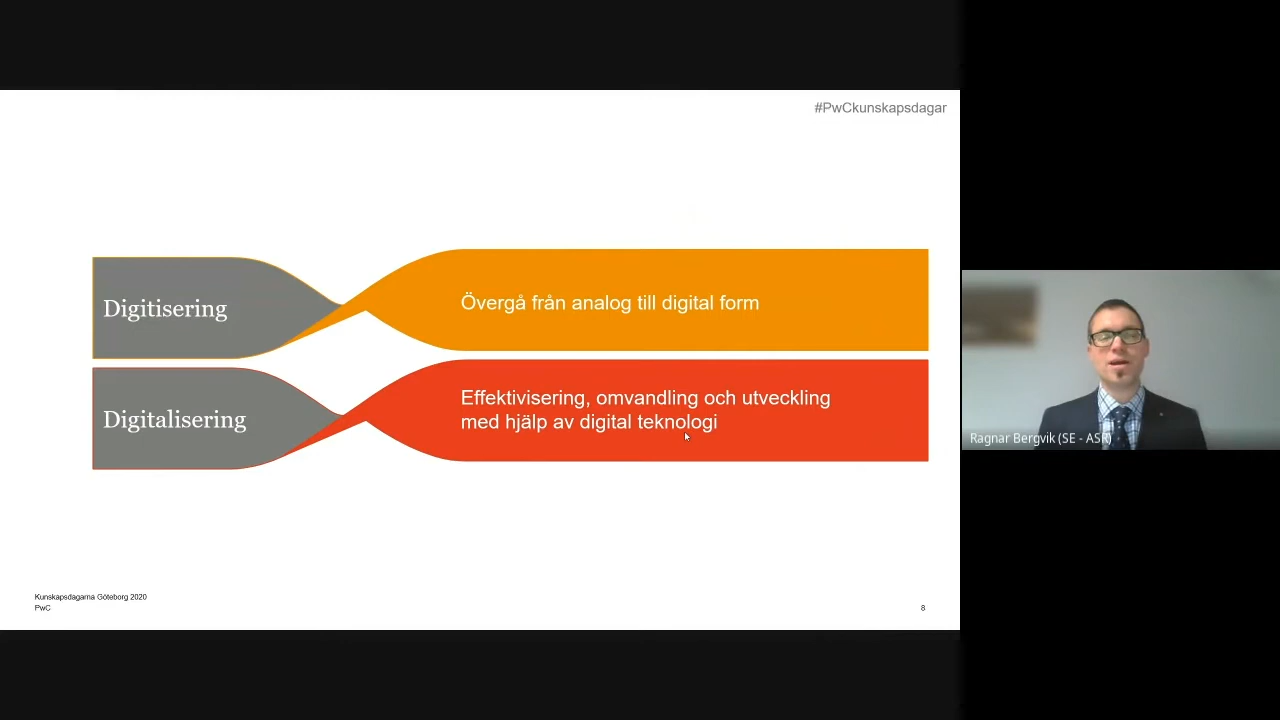 #PwCkunskapsdagar
Digitisering
Övergå från analog till digital form
Digitalisering
Effektivisering, omvandling och utveckling
med hjälp av digital teknologi
Ragnar Bergvik (SE - ASR)
Kunskapsdagarna Göteborg 2020
PwC
8